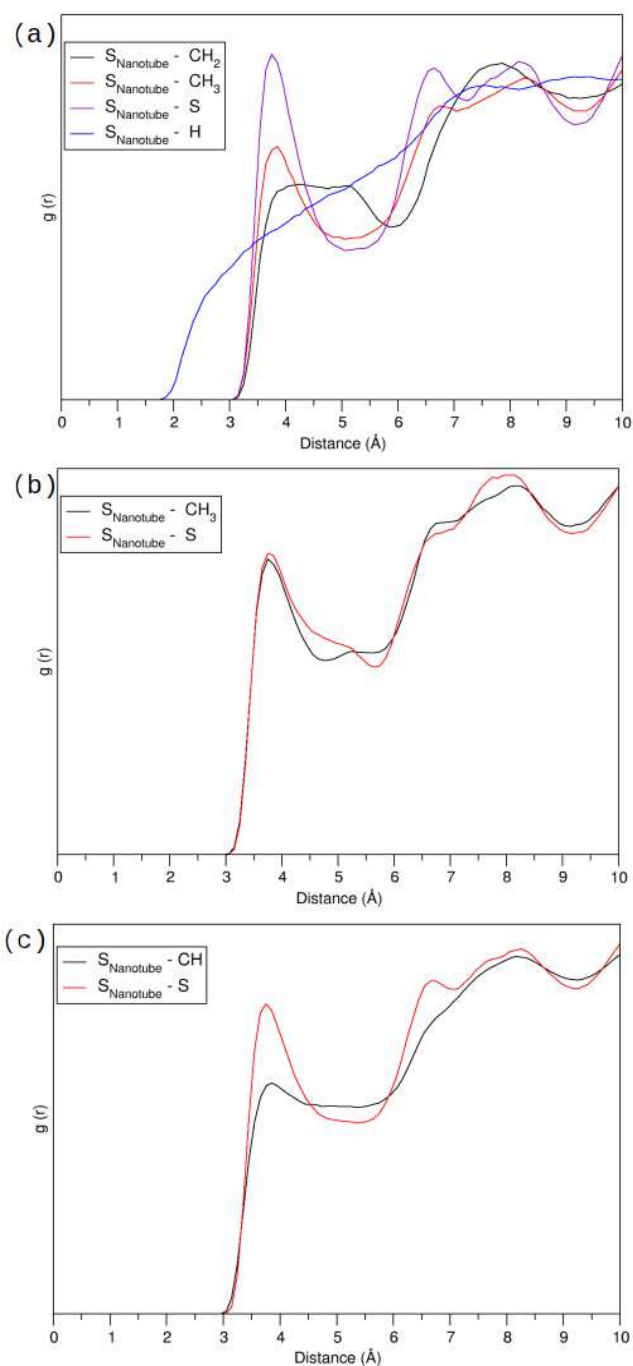 (a)
S_Nanotube - CH_2
S_Nanotube - CH_3
S_Nanotube - S
S_Nanotube - H
g (r)
0 1 2 3 4 5 6 7 8 9 10
Distance (Å)
(b)
S_Nanotube - CH_3
S_Nanotube - S
g (r)
0 1 2 3 4 5 6 7 8 9 10
Distance (Å)
(c)
S_Nanotube - CH
S_Nanotube - S
g (r)
0 1 2 3 4 5 6 7 8 9 10
Distance (Å)